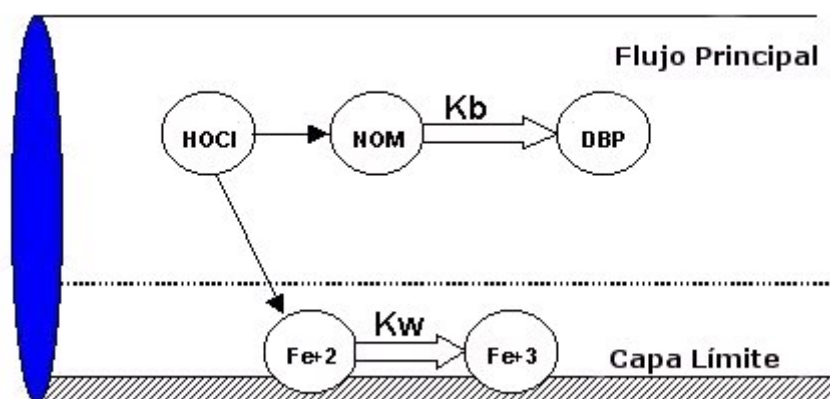 Flujo Principal
HOCl
NOM
Kb
DBP
Fe+2
Kw
Fe+3
Capa Límite